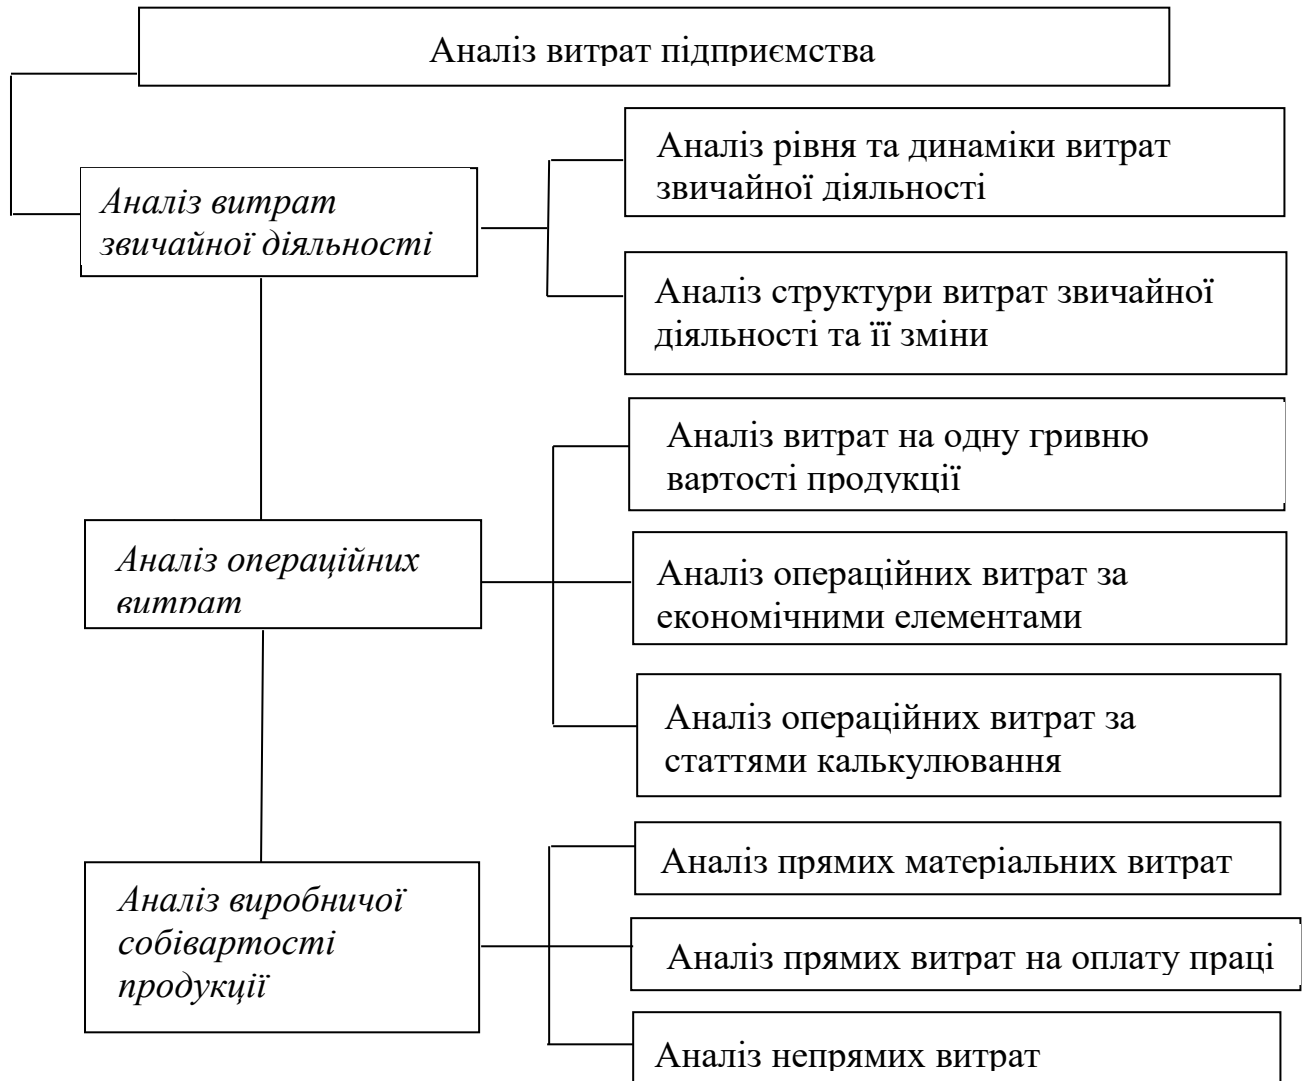 Аналіз витрат підприємства
Аналіз рівня та динаміки витрат
звичайної діяльності
Аналіз витрат
звичайної діяльності
Аналіз структури витрат звичайної
діяльності та її зміни
Аналіз витрат на одну гривню
вартості продукції
Аналіз операційних
витрат
Аналіз операційних витрат за
економічними елементами
Аналіз операційних витрат за
статтями калькулювання
Аналіз прямих матеріальних витрат
Аналіз виробничої
собівартості
продукції
Аналіз прямих витрат на оплату праці
Аналіз непрямих витрат